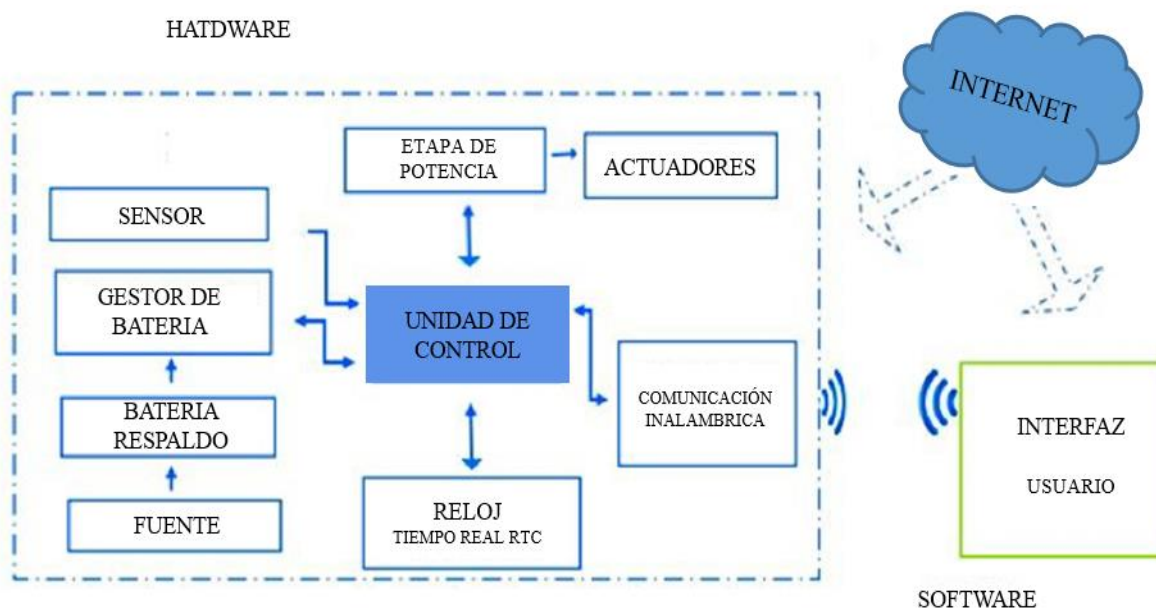 HATDWARE
INTERNET
ETAPA DE
POTENCIA
ACTUADORES
SENSOR
GESTOR DE
BATERIA
UNIDAD DE
CONTROL
COMUNICACIÓN
INALAMBRICA
BATERIA
RESPALDO
INTERFAZ
USUARIO
FUENTE
RELOJ
TIEMPO REAL RTC
SOFTWARE